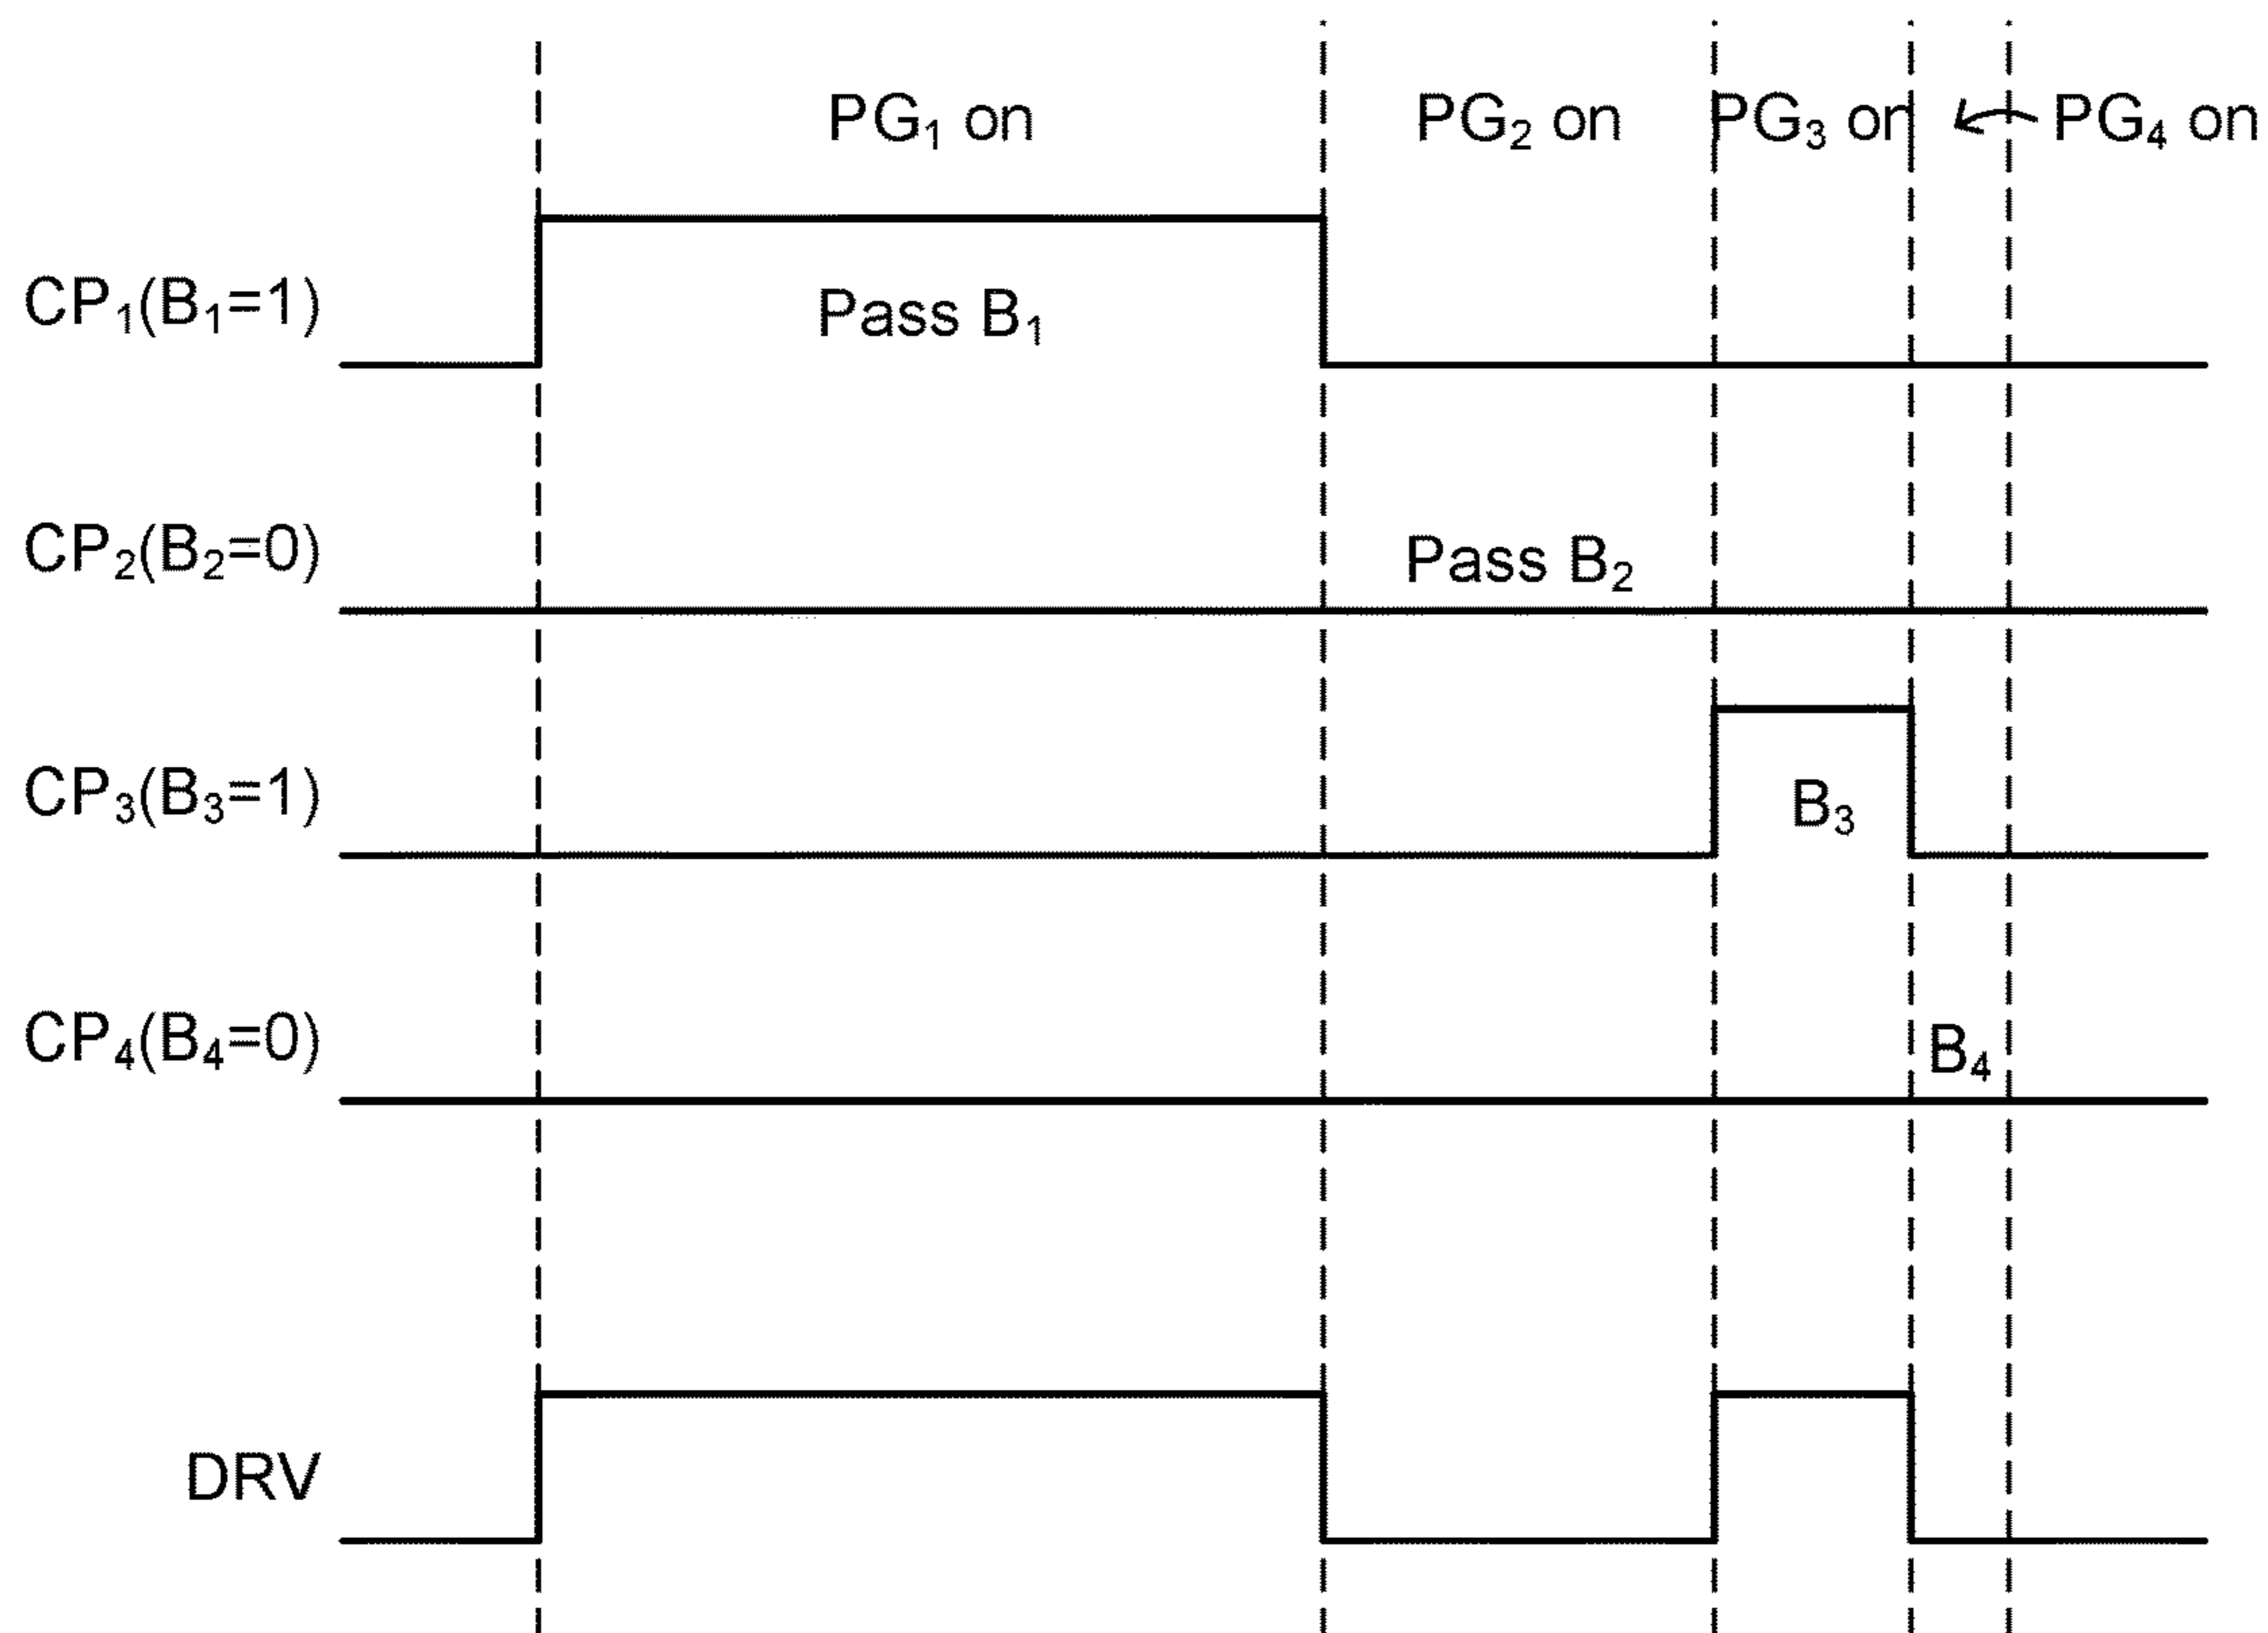 PG₁ on PG₂ on PG₃ on PG₄ on
CP₁(B₁=1)
Pass B₁
CP₂(B₂=0)
Pass B₂
CP₃(B₃=1)
B₃
CP₄(B₄=0)
B₄
DRV